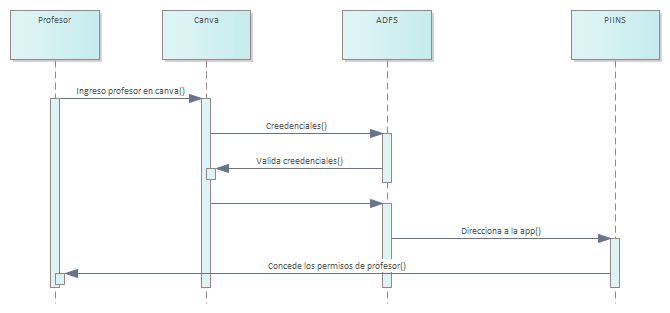 Profesor
Canva
ADFS
PIINS
Ingreso profesor en canva()
Creedenciales()
Valida creedenciales()
Direcciona a la app()
Concede los permisos de profesor()